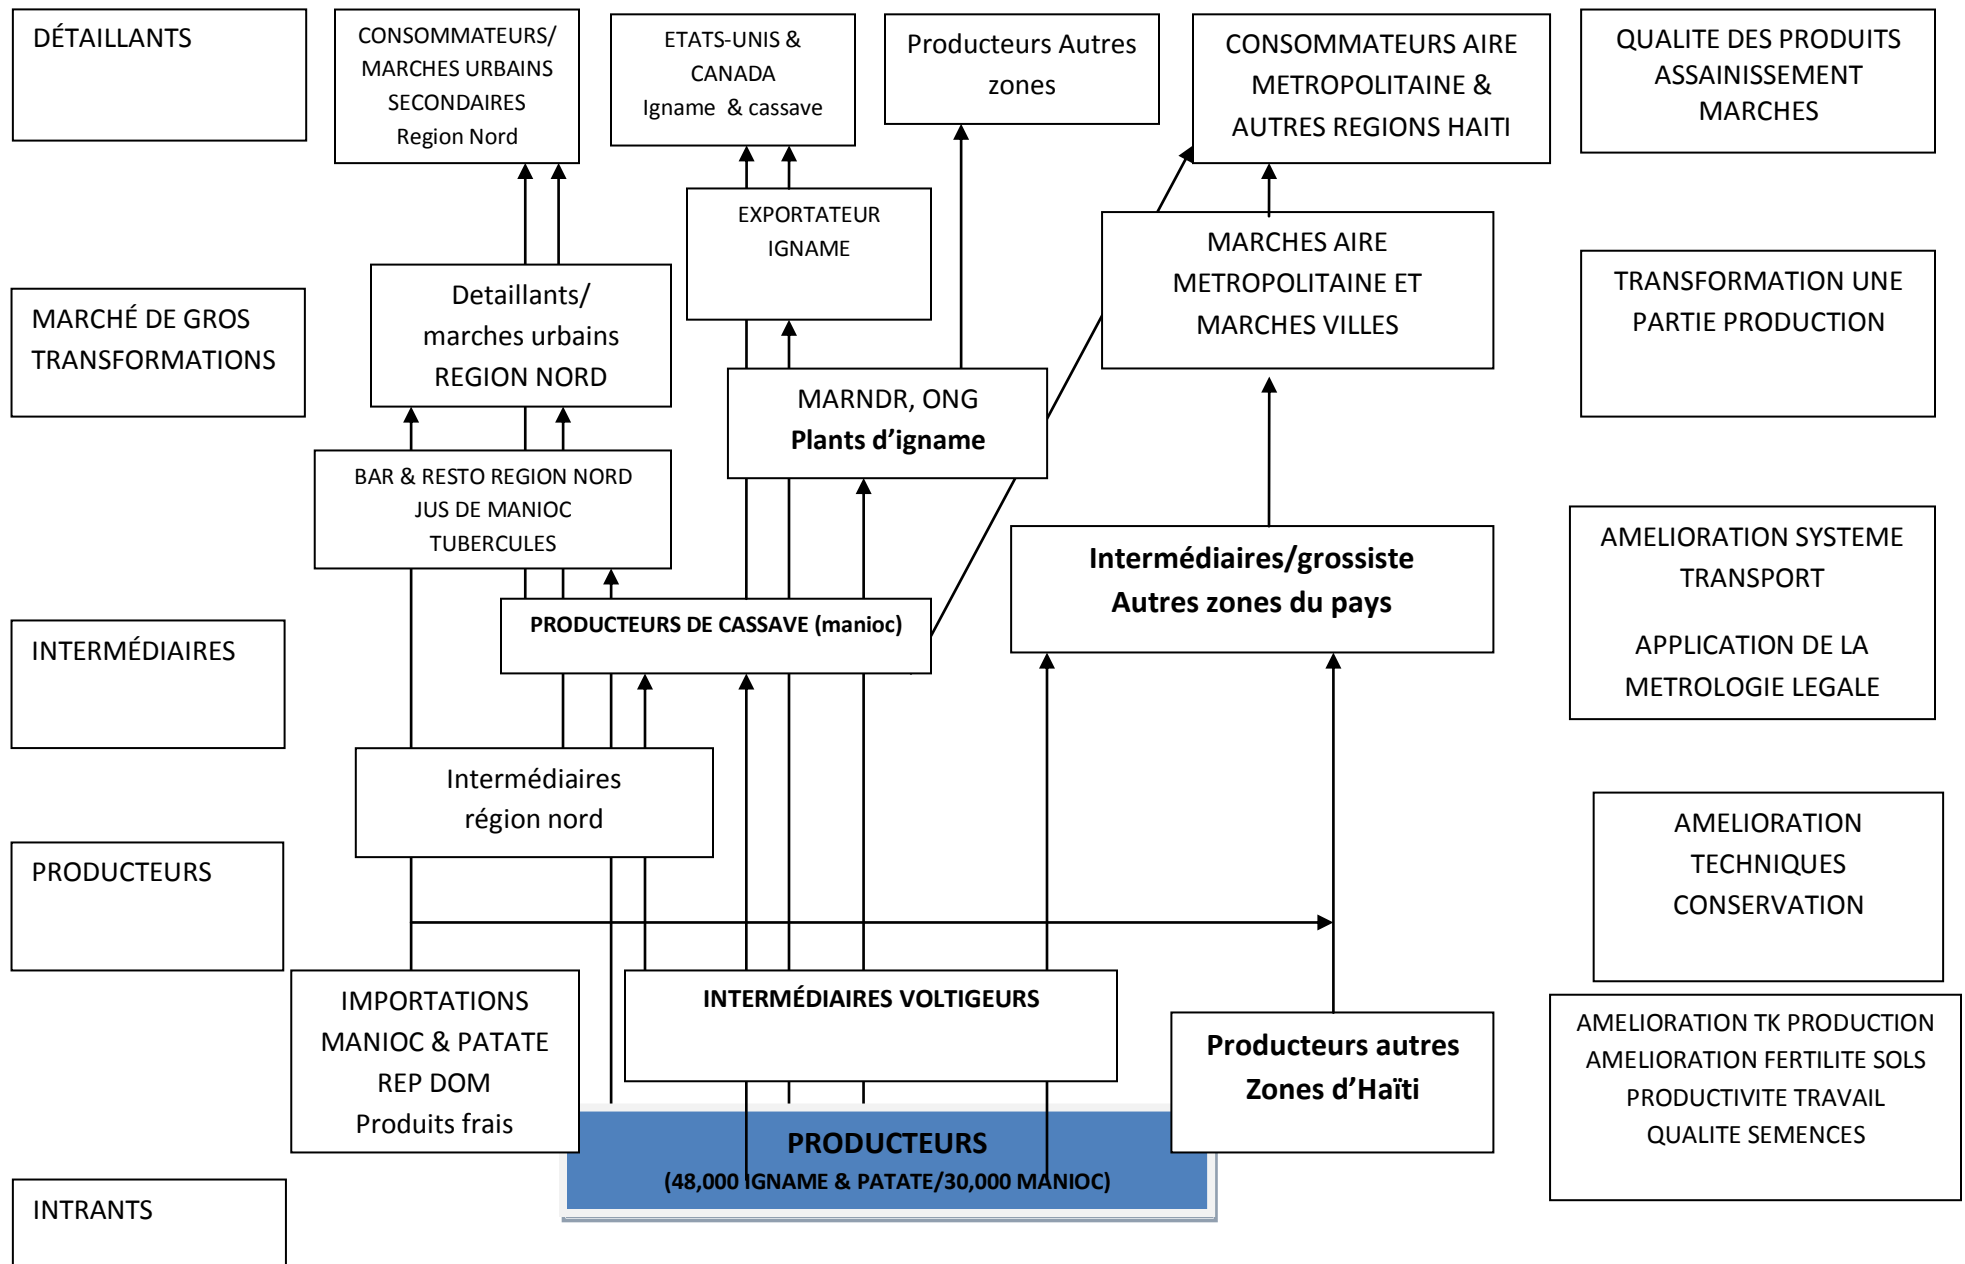 DÉTAILLANTS
CONSOMMATEURS/
MARCHES URBAINS
SECONDAIRES
Region Nord
ETATS-UNIS &
CANADA
Igname & cassave
Producteurs Autres
zones
CONSOMMATEURS AIRE
METROPOLITAINE &
AUTRES REGIONS HAITI
QUALITE DES PRODUITS
ASSAINISSEMENT
MARCHES
EXPORTATEUR
IGNAME
MARCHES AIRE
METROPOLITAINE ET
MARCHES VILLES
MARCHÉ DE GROS
TRANSFORMATIONS
Detaillants/
marches urbains
REGION NORD
TRANSFORMATION UNE
PARTIE PRODUCTION
MARNDR, ONG
Plants d’igname
BAR & RESTO REGION NORD
JUS DE MANIOC
TUBERCULES
Intermédiaires/grossiste
Autres zones du pays
AMELIORATION SYSTEME
TRANSPORT
APPLICATION DE LA
METROLOGIE LEGALE
INTERMÉDIAIRES
PRODUCTEURS DE CASSAVE (manioc)
Intermédiaires
région nord
AMELIORATION
TECHNIQUES
CONSERVATION
PRODUCTEURS
IMPORTATIONS
MANIOC & PATATE
REP DOM
Produits frais
INTERMÉDIAIRES VOLTIGEURS
Producteurs autres
Zones d’Haïti
AMELIORATION TK PRODUCTION
AMELIORATION FERTILITE SOLS
PRODUCTIVITE TRAVAIL
QUALITE SEMENCES
PRODUCTEURS
(48,000 IGNAME & PATATE/30,000 MANIOC)
INTRANTS